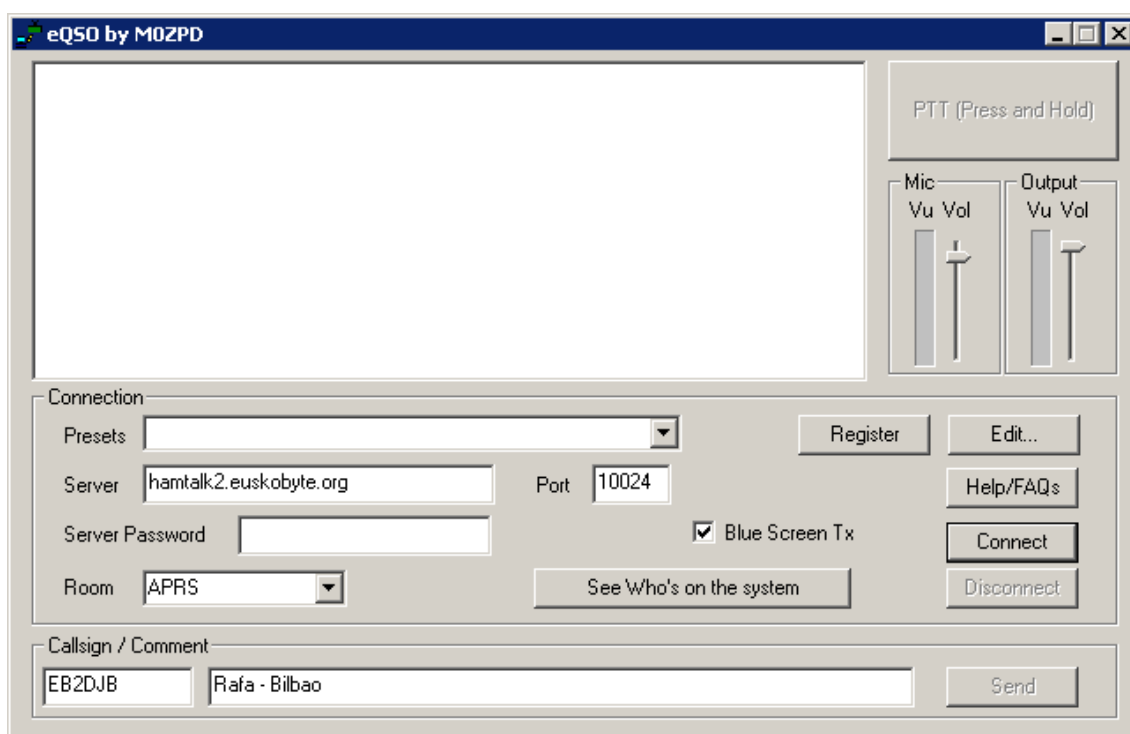 eQSO by M0ZPD
PTT (Press and Hold)
Mic
Output
Vu Vol
Vu Vol
Connection
Presets
Register
Edit...
Server
hamtalk2.euskobyte.org
Port
10024
Help/FAQs
Server Password
Blue Screen Tx
Connect
Room
APRS
See Who's on the system
Disconnect
Callsign / Comment
EB2DJB
Rafa - Bilbao
Send